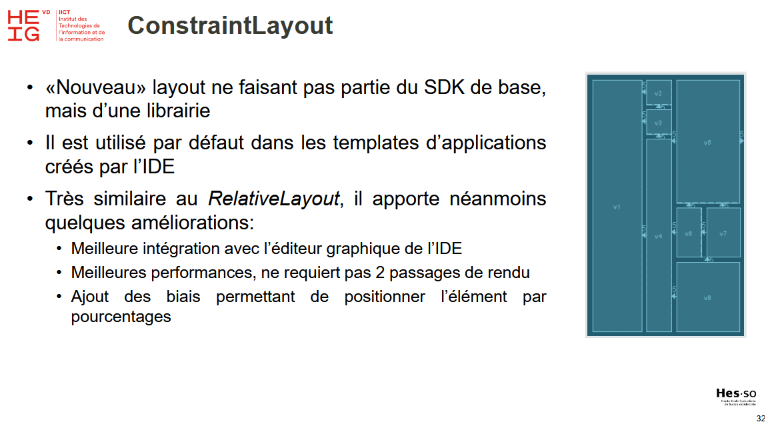 HE
IG
VD
IICT
Institut des
Technologies de
l'information et de
la communication
ConstraintLayout
• «Nouveau» layout ne faisant pas partie du SDK de base,
mais d'une librairie
• Il est utilisé par défaut dans les templates d'applications
créés par l'IDE
• Très similaire au RelativeLayout, il apporte néanmoins
quelques améliorations:
• Meilleure intégration avec l'éditeur graphique de l'IDE
• Meilleures performances, ne requiert pas 2 passages de rendu
• Ajout des biais permettant de positionner l'élément par
pourcentages
v2
v3
v1
v4
v7
Hes·so
32